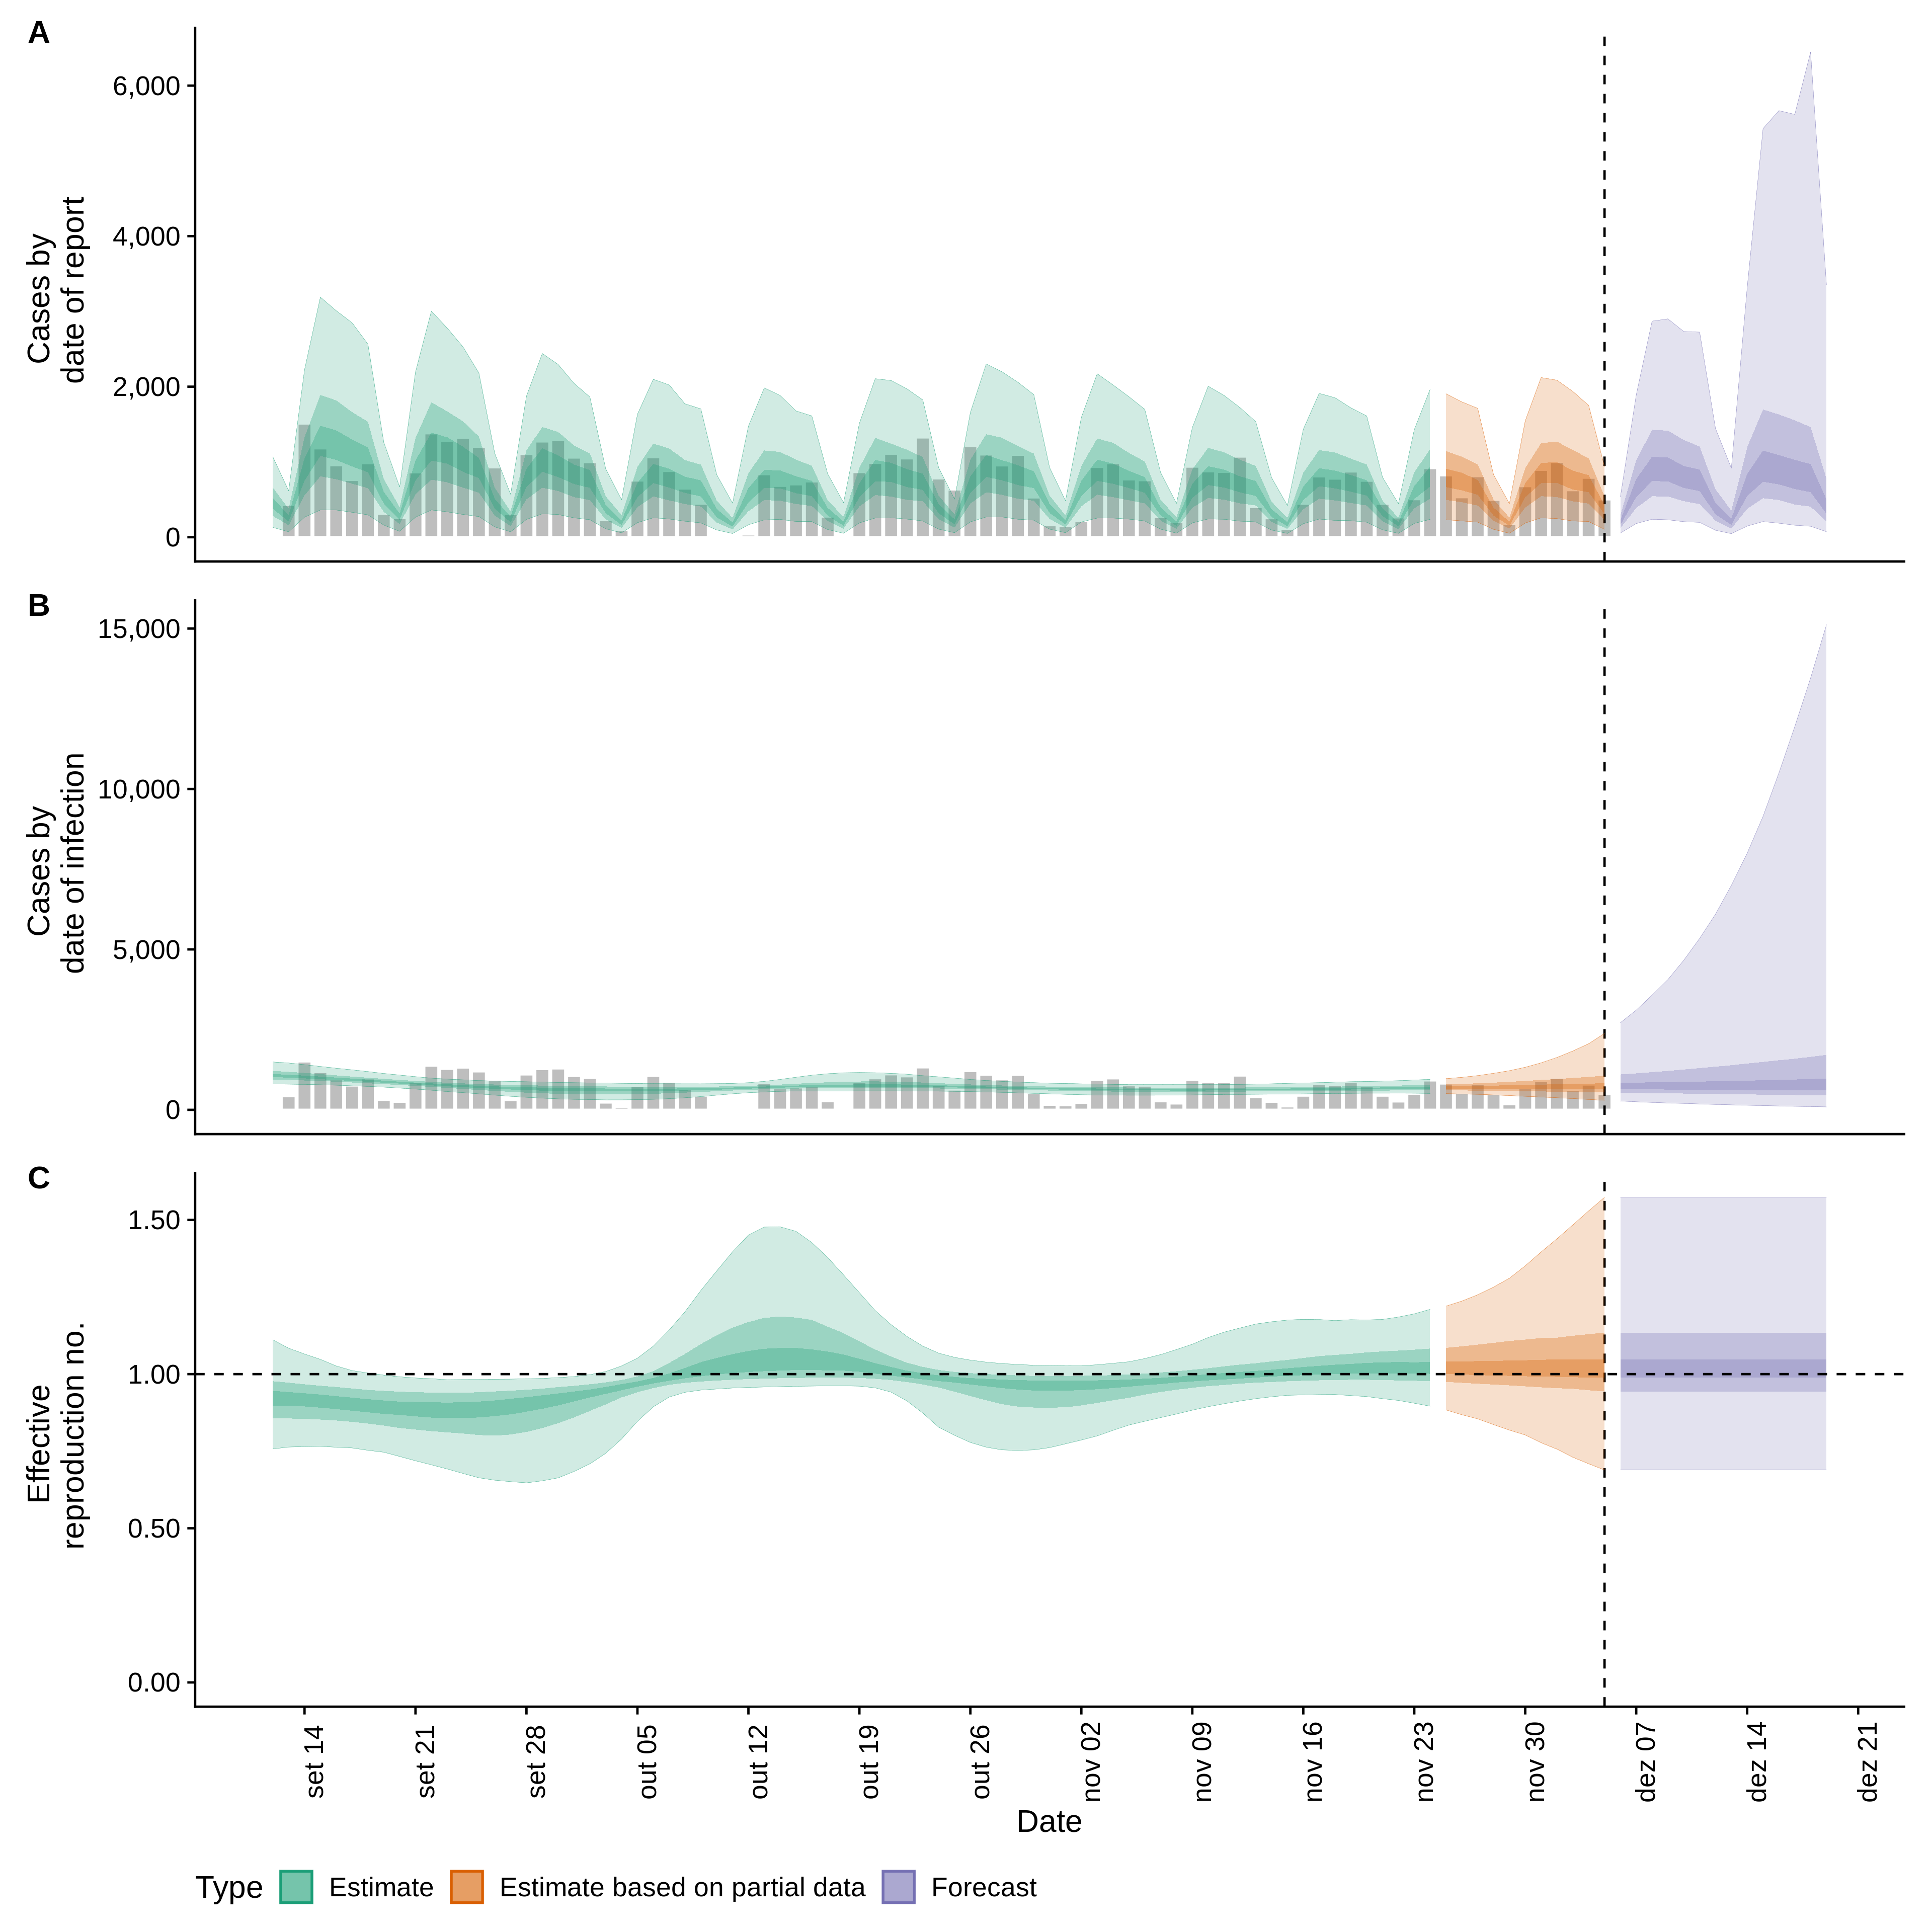 A
6,000
4,000
2,000
0
Cases by
date of report
B
15,000
10,000
5,000
0
Cases by
date of infection
C
1.50
1.00
0.50
0.00
Effective
reproduction no.
set 14
set 21
set 28
out 05
out 12
out 19
out 26
nov 02
nov 09
nov 16
nov 23
nov 30
dez 07
dez 14
dez 21
Date
Type Estimate Estimate based on partial data Forecast